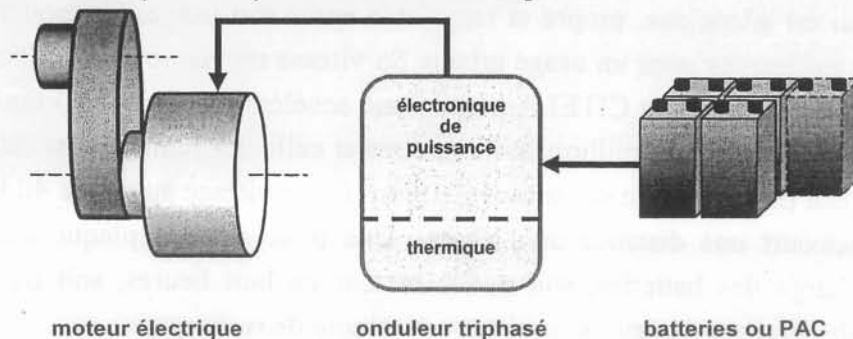 électronique
de
puissance
thermique
moteur électrique
onduleur triphasé
batteries ou PAC